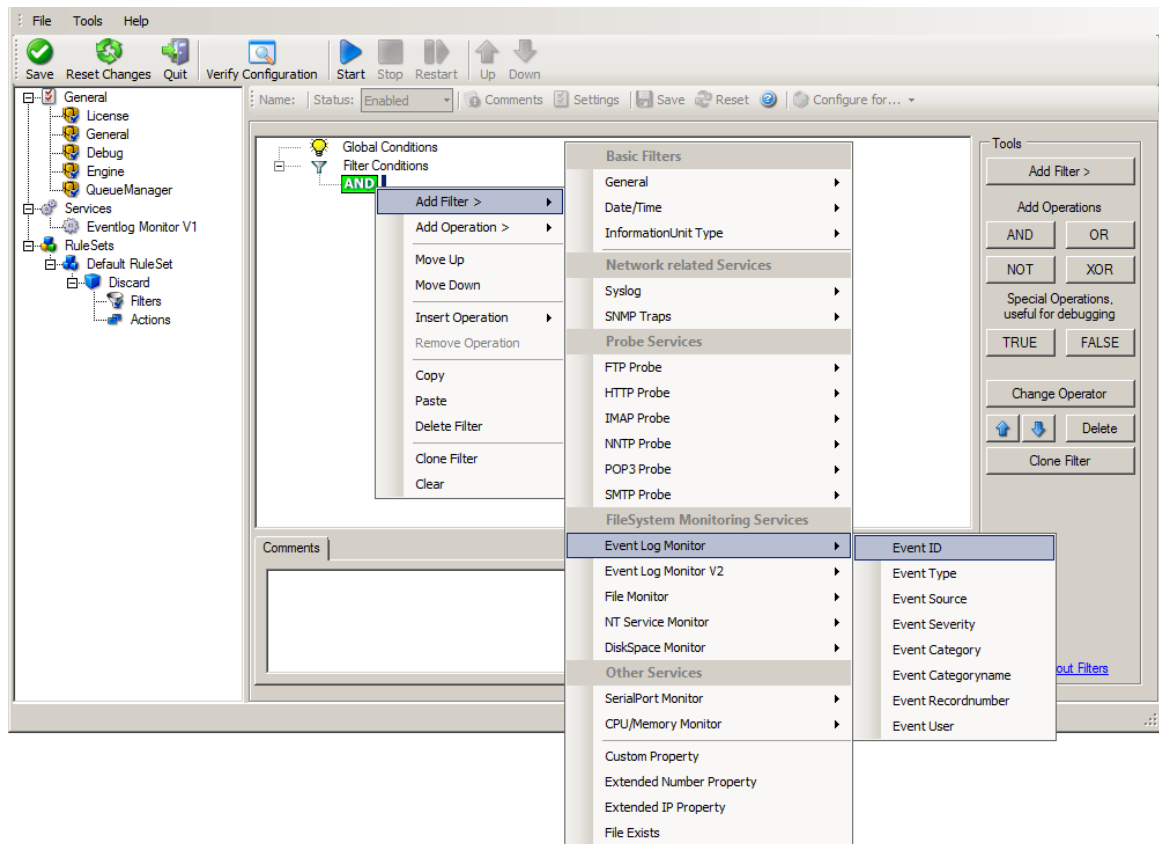 File Tools Help
Save Reset Changes Quit Verify Configuration Start Stop Restart Up Down
General
License
General
Debug
Engine
QueueManager
Services
Eventlog Monitor V1
RuleSets
Default RuleSet
Discard
Filters
Actions
Name: Status: Enabled Comments Settings Save Reset Configure for...
Global Conditions
Filter Conditions
AND
Add Filter >
Add Operation >
Move Up
Move Down
Insert Operation
Remove Operation
Copy
Paste
Delete Filter
Clone Filter
Clear
Basic Filters
General
Date/Time
InformationUnit Type
Network related Services
Syslog
SNMP Traps
Probe Services
FTP Probe
HTTP Probe
IMAP Probe
NNTP Probe
POP3 Probe
SMTP Probe
FileSystem Monitoring Services
Event Log Monitor
Event Log Monitor V2
File Monitor
NT Service Monitor
DiskSpace Monitor
Other Services
SerialPort Monitor
CPU/Memory Monitor
Custom Property
Extended Number Property
Extended IP Property
File Exists
Event ID
Event Type
Event Source
Event Severity
Event Category
Event Categoryname
Event Recordnumber
Event User
Tools
Add Filter >
Add Operations
AND OR
NOT XOR
Special Operations,
useful for debugging
TRUE FALSE
Change Operator
Delete
Clone Filter
out Filters
Comments